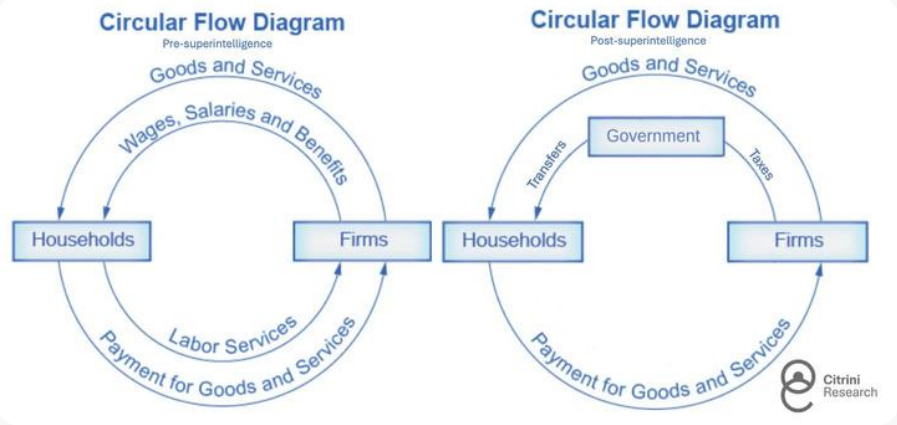 Circular Flow Diagram
Pre-superintelligence
Goods and Services
Wages, Salaries and Benefits
Households
Firms
Labor Services
Payment for Goods and Services
Circular Flow Diagram
Post-superintelligence
Goods and Services
Government
Transfers
Taxes
Households
Firms
Payment for Goods and Services
Citrini
Research